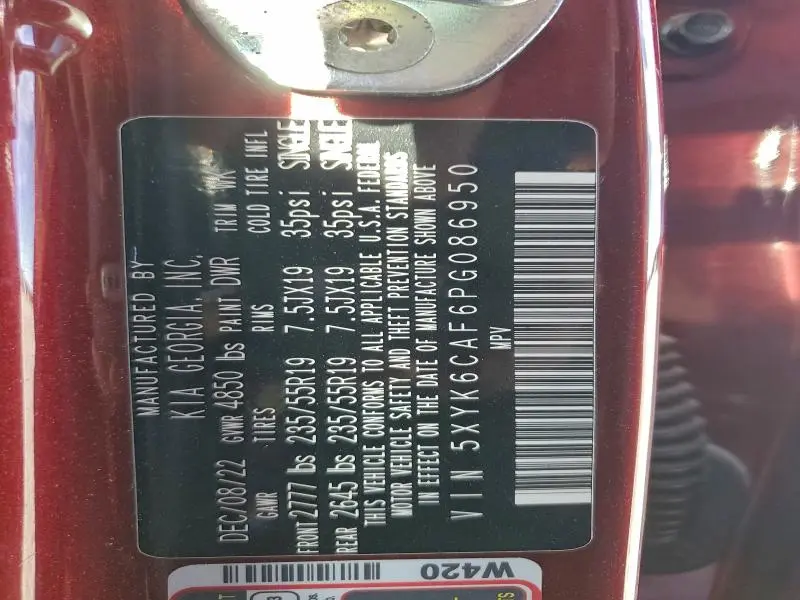 MANUFACTURED BY
KIA GEORGIA, INC.
DEC/08/22 GVWR 4850 lbs PAINT DWR TRIM WK
GAWR TIRES RIMS COLD TIRE INFL
FRONT 2777 lbs 235/55R19 7.5JX19 35psi SINGLE
REAR 2645 lbs 235/55R19 7.5JX19 35psi SINGLE
THIS VEHICLE CONFORMS TO ALL APPLICABLE U.S.A. FEDERAL
MOTOR VEHICLE SAFETY AND THEFT PREVENTION STANDARDS
IN EFFECT ON THE DATE OF MANUFACTURE SHOWN ABOVE
VIN 5XYK6CAF6PG086950
MPV
W420